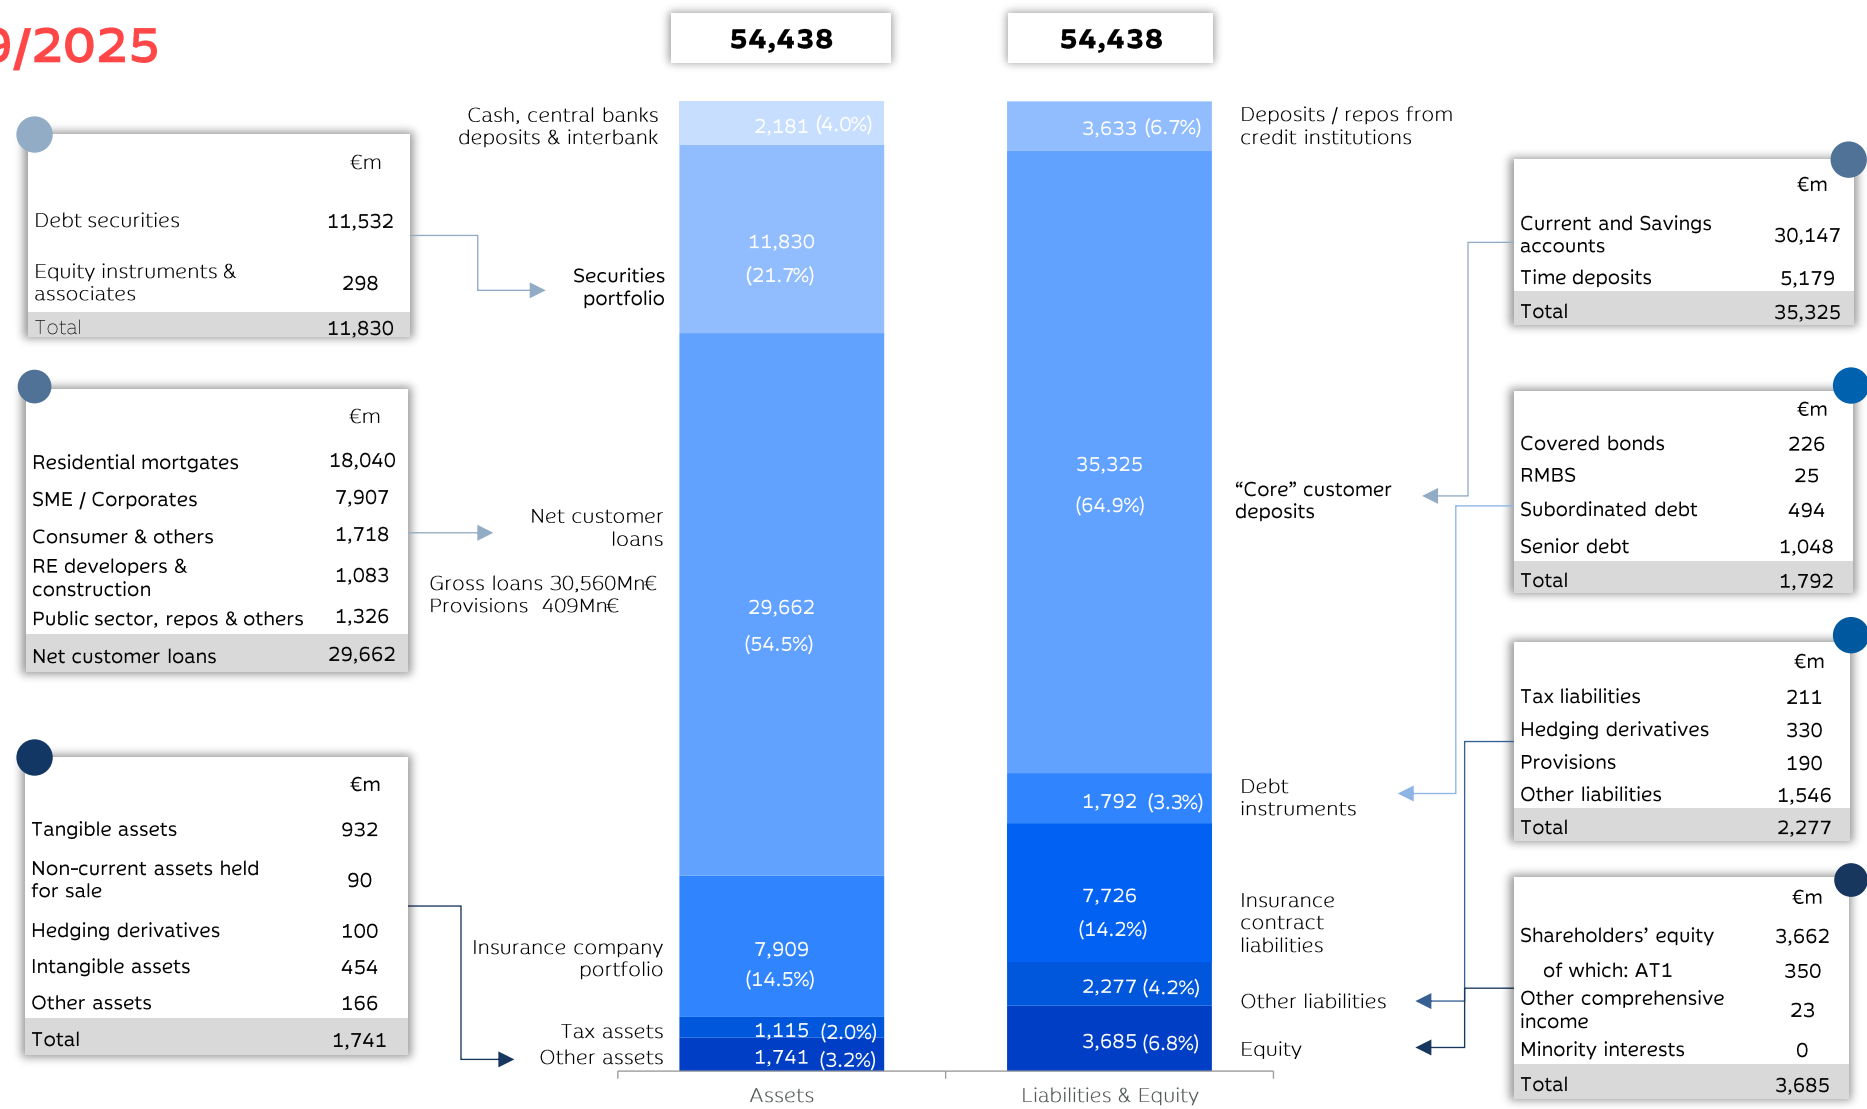 9/2025
54,438
54,438
€m
Debt securities 11,532
Equity instruments &
associates 298
Total 11,830
€m
Residential mortgates 18,040
SME / Corporates 7,907
Consumer & others 1,718
RE developers &
construction 1,083
Public sector, repos & others 1,326
Net customer loans 29,662
€m
Tangible assets 932
Non-current assets held
for sale 90
Hedging derivatives 100
Intangible assets 454
Other assets 166
Total 1,741
Cash, central banks
deposits & interbank
Securities
portfolio
Net customer
loans
Gross loans 30,560Mn€
Provisions 409Mn€
Insurance company
portfolio
Tax assets
Other assets
2,181 (4.0%)
11,830
(21.7%)
29,662
(54.5%)
7,909
(14.5%)
1,115 (2.0%)
1,741 (3.2%)
Assets
3,633 (6.7%)
35,325
(64.9%)
1,792 (3.3%)
7,726
(14.2%)
2,277 (4.2%)
3,685 (6.8%)
Liabilities & Equity
Deposits / repos from
credit institutions
“Core” customer
deposits
Debt
instruments
Insurance
contract
liabilities
Other liabilities
Equity
€m
Current and Savings
accounts 30,147
Time deposits 5,179
Total 35,325
€m
Covered bonds 226
RMBS 25
Subordinated debt 494
Senior debt 1,048
Total 1,792
€m
Tax liabilities 211
Hedging derivatives 330
Provisions 190
Other liabilities 1,546
Total 2,277
€m
Shareholders’ equity 3,662
of which: AT1 350
Other comprehensive
income 23
Minority interests 0
Total 3,685